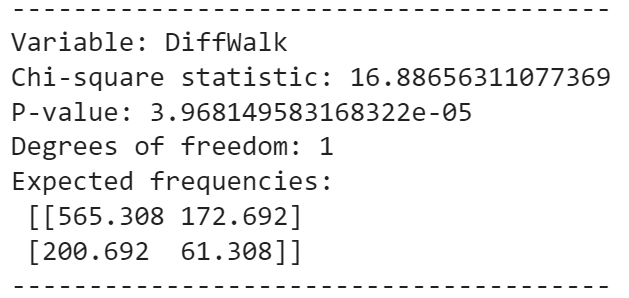 ----------------------------------------
Variable: DiffWalk
Chi-square statistic: 16.88656311077369
P-value: 3.968149583168322e-05
Degrees of freedom: 1
Expected frequencies:
 [[565.308 172.692]
 [200.692  61.308]]
----------------------------------------